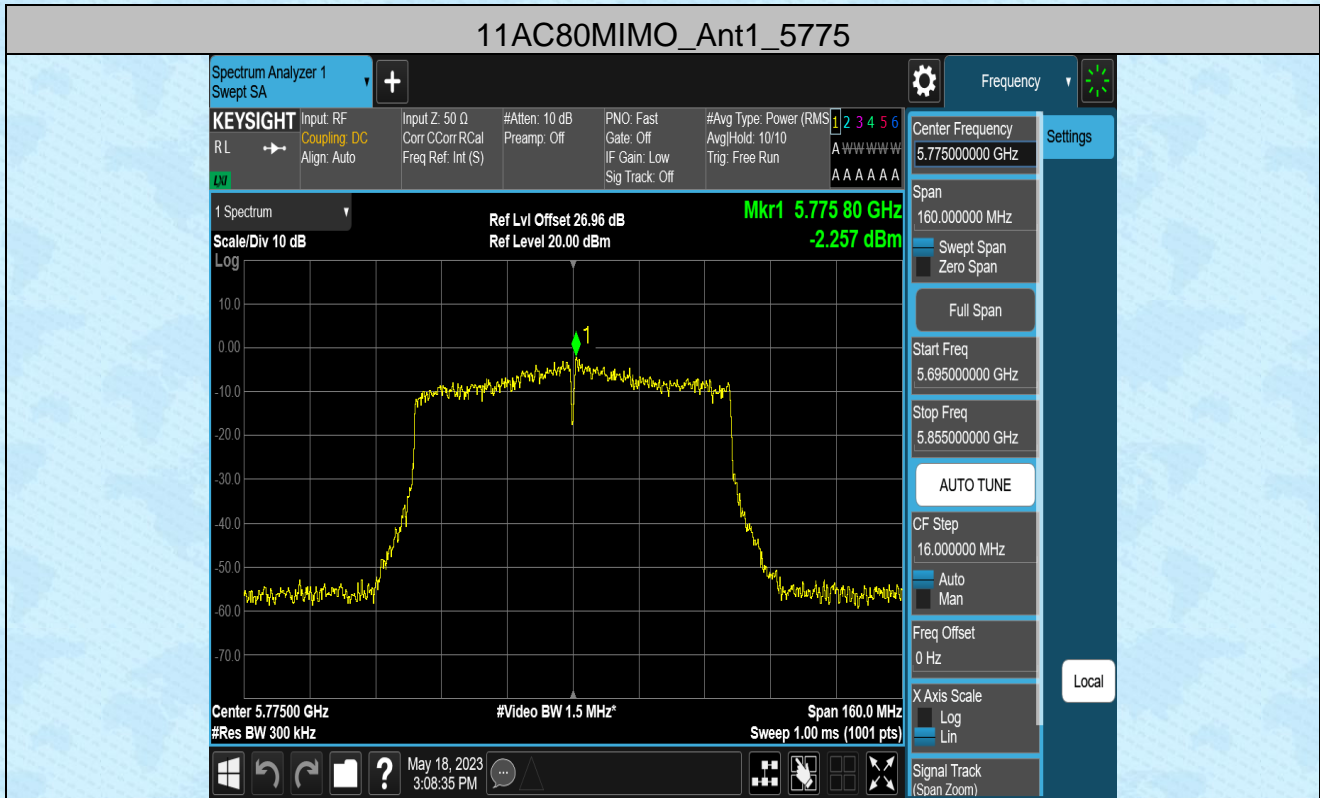 11AC80MIMO_Ant1_5775
Spectrum Analyzer 1
Swept SA
+
Frequency
KEYSIGHT
RL
LXI
Input: RF
Coupling: DC
Align: Auto
Input Z: 50 Ω
Corr CCorr RCal
Freq Ref: Int (S)
#Atten: 10 dB
Preamp: Off
PNO: Fast
Gate: Off
IF Gain: Low
Sig Track: Off
#Avg Type: Power (RMS
Avg|Hold: 10/10
Trig: Free Run
1 2 3 4 5 6
A W W W W W
A A A A A A
1 Spectrum
Scale/Div 10 dB
Log
Ref Lvl Offset 26.96 dB
Ref Level 20.00 dBm
Mkr1 5.775 80 GHz
-2.257 dBm
10.0
0.00
-10.0
-20.0
-30.0
-40.0
-50.0
-60.0
-70.0
1
Center 5.77500 GHz
#Res BW 300 kHz
#Video BW 1.5 MHz*
Span 160.0 MHz
Sweep 1.00 ms (1001 pts)
Center Frequency
5.775000000 GHz
Settings
Span
160.000000 MHz
Swept Span
Zero Span
Full Span
Start Freq
5.695000000 GHz
Stop Freq
5.855000000 GHz
AUTO TUNE
CF Step
16.000000 MHz
Auto
Man
Freq Offset
0 Hz
X Axis Scale
Log
Lin
Local
Signal Track
(Span Zoom)
?
May 18, 2023
3:08:35 PM